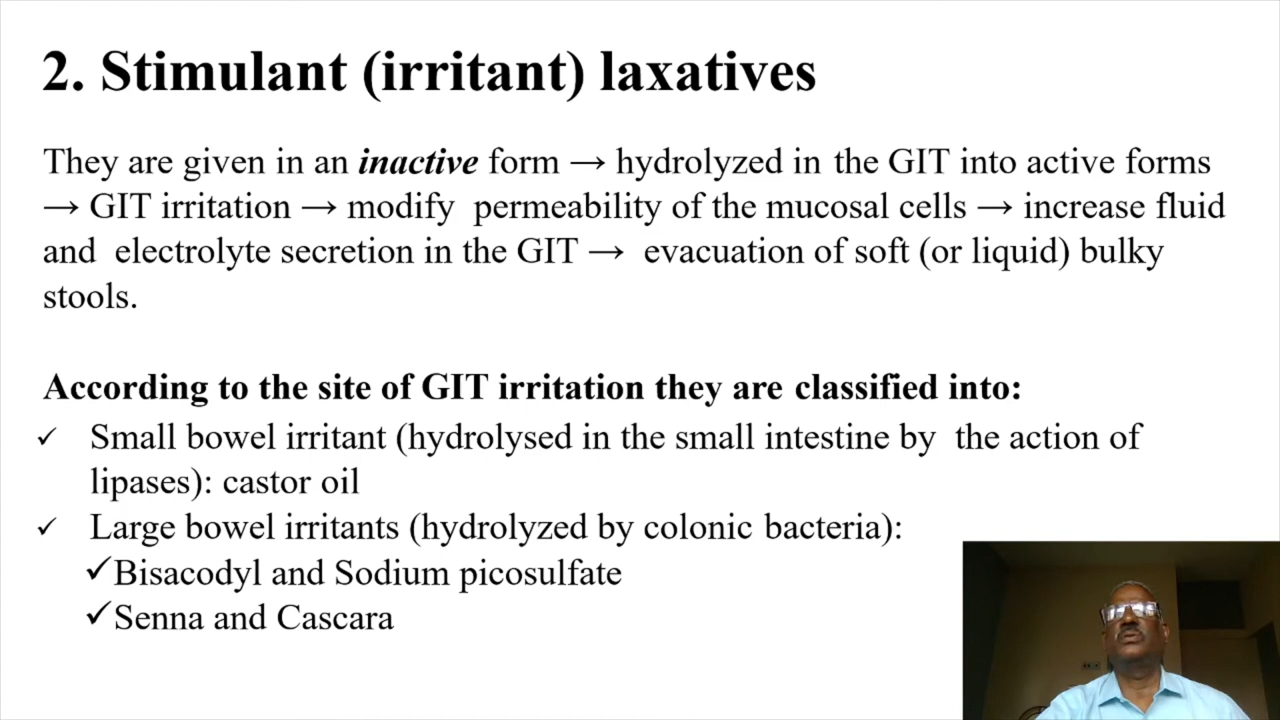 2. Stimulant (irritant) laxatives
They are given in an inactive form → hydrolyzed in the GIT into active forms
→ GIT irritation → modify permeability of the mucosal cells → increase fluid
and electrolyte secretion in the GIT → evacuation of soft (or liquid) bulky
stools.
According to the site of GIT irritation they are classified into:
✓ Small bowel irritant (hydrolysed in the small intestine by the action of
lipases): castor oil
✓ Large bowel irritants (hydrolyzed by colonic bacteria):
✓Bisacodyl and Sodium picosulfate
✓Senna and Cascara